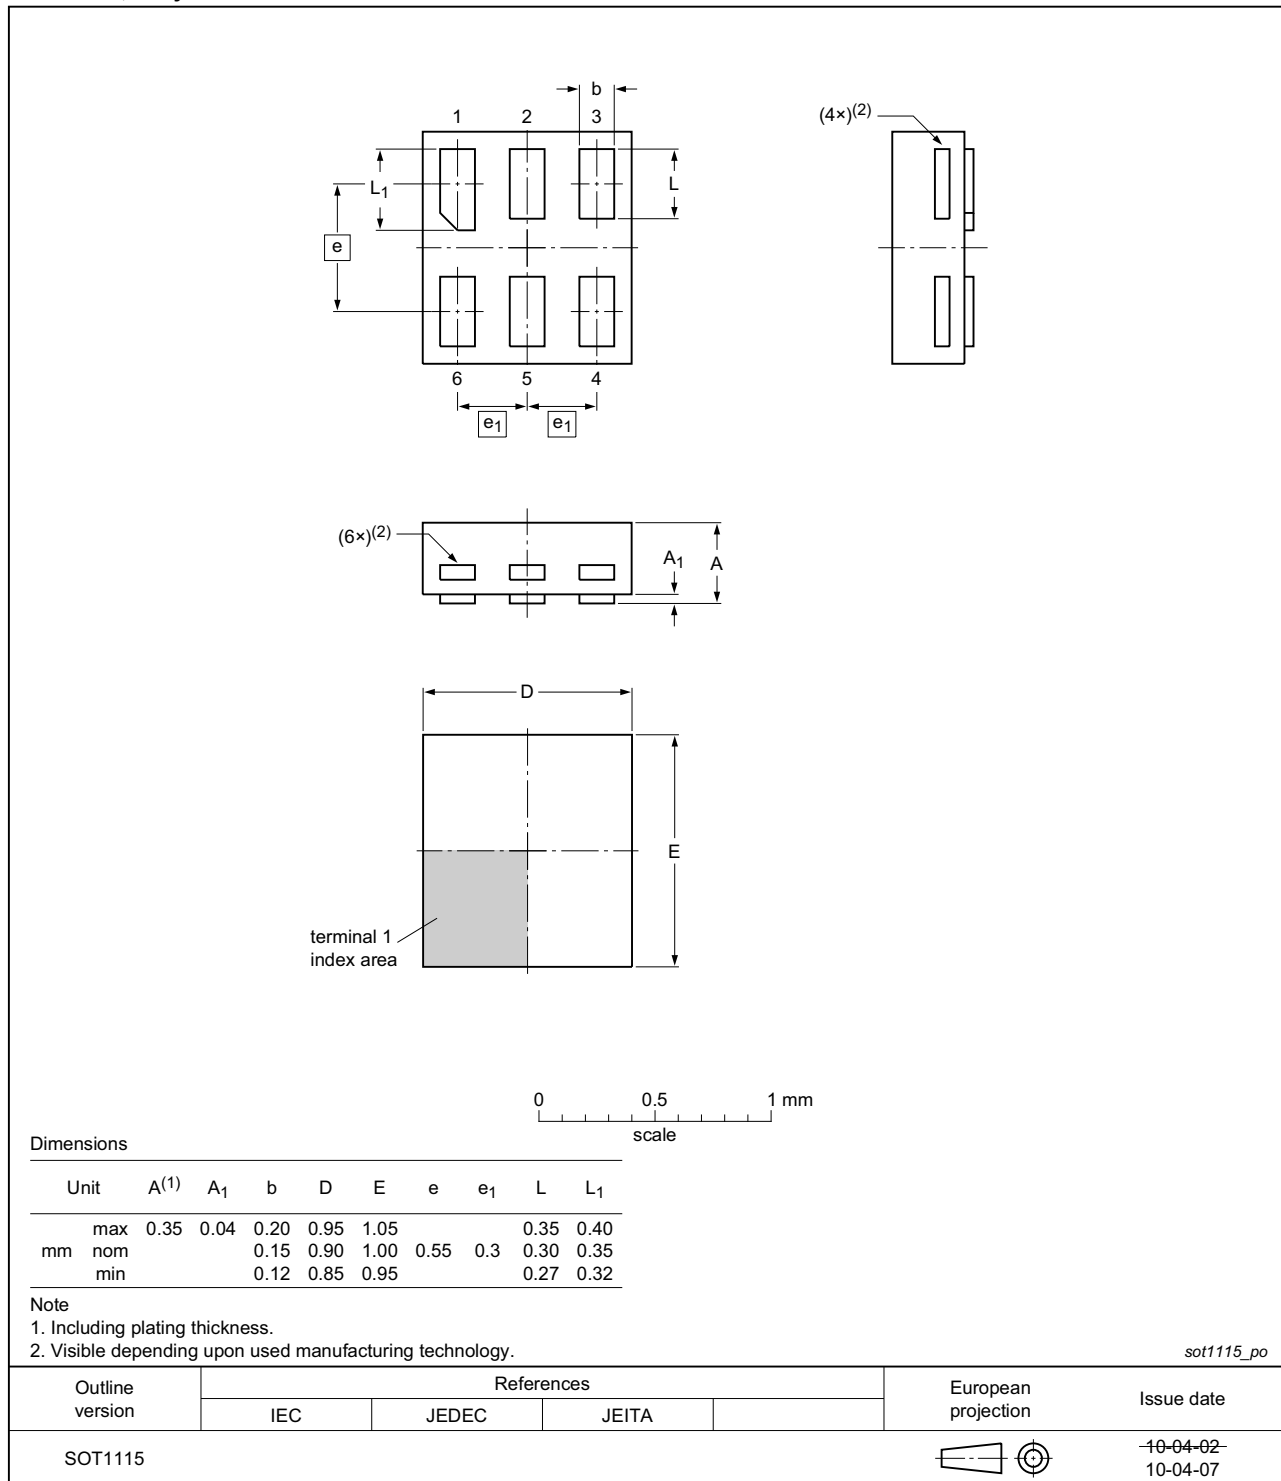 b
1 2 3
(4×)(2)
L1
L
e
6 5 4
e1 e1
(6×)(2)
A1 A
D
E
terminal 1
index area
0 0.5 1 mm
scale
Dimensions
Unit A(1) A1 b D E e e1 L L1
max 0.35 0.04 0.20 0.95 1.05 0.35 0.40
mm nom 0.15 0.90 1.00 0.55 0.3 0.30 0.35
min 0.12 0.85 0.95 0.27 0.32
Note
1. Including plating thickness.
2. Visible depending upon used manufacturing technology.
sot1115_po
Outline version References European projection Issue date
IEC JEDEC JEITA
SOT1115
10-04-02
10-04-07